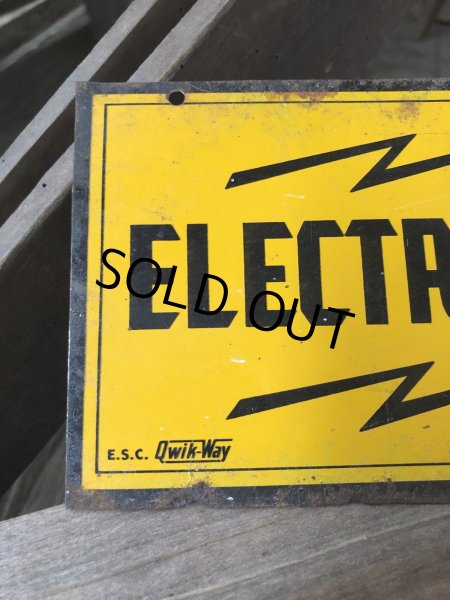 ELECTR
SOLD OUT
E.S.C. Qwik-Way